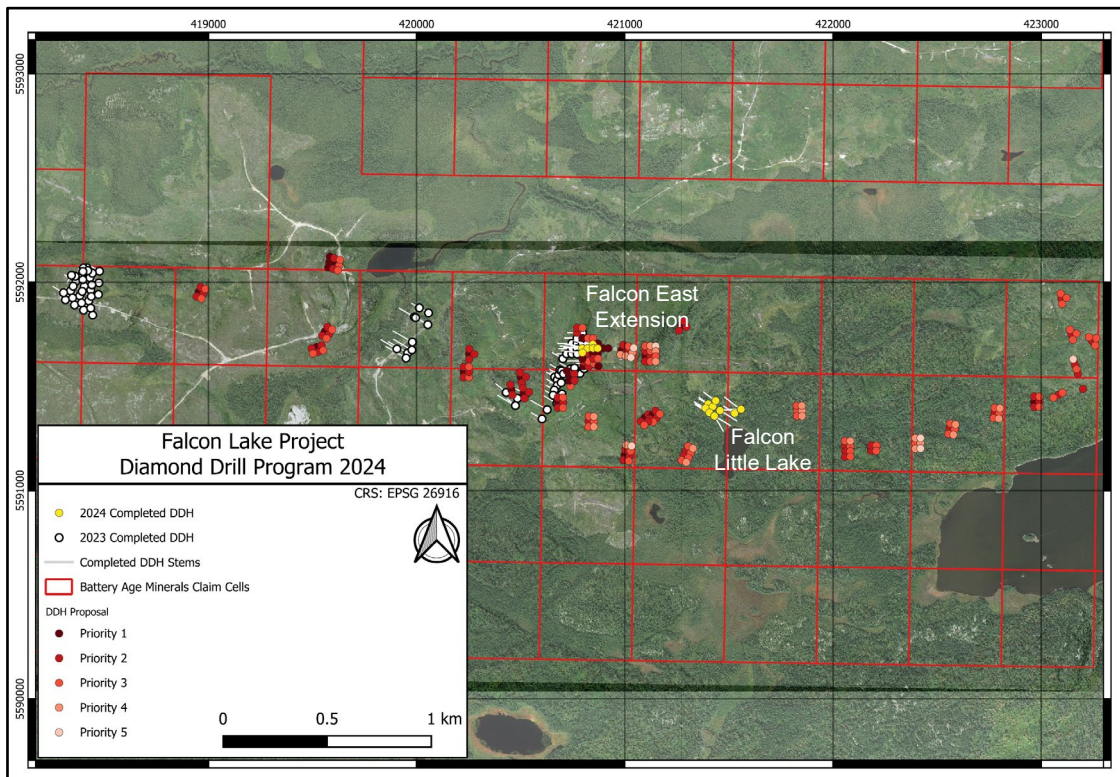 419000
420000
421000
422000
423000
5593000
5592000
5591000
5590000
Falcon East
Extension
Falcon
Little Lake
Falcon Lake Project
Diamond Drill Program 2024
CRS: EPSG 26916
2024 Completed DDH
2023 Completed DDH
Completed DDH Stems
Battery Age Minerals Claim Cells
DDH Proposal
Priority 1
Priority 2
Priority 3
Priority 4
Priority 5
0 0.5 1 km